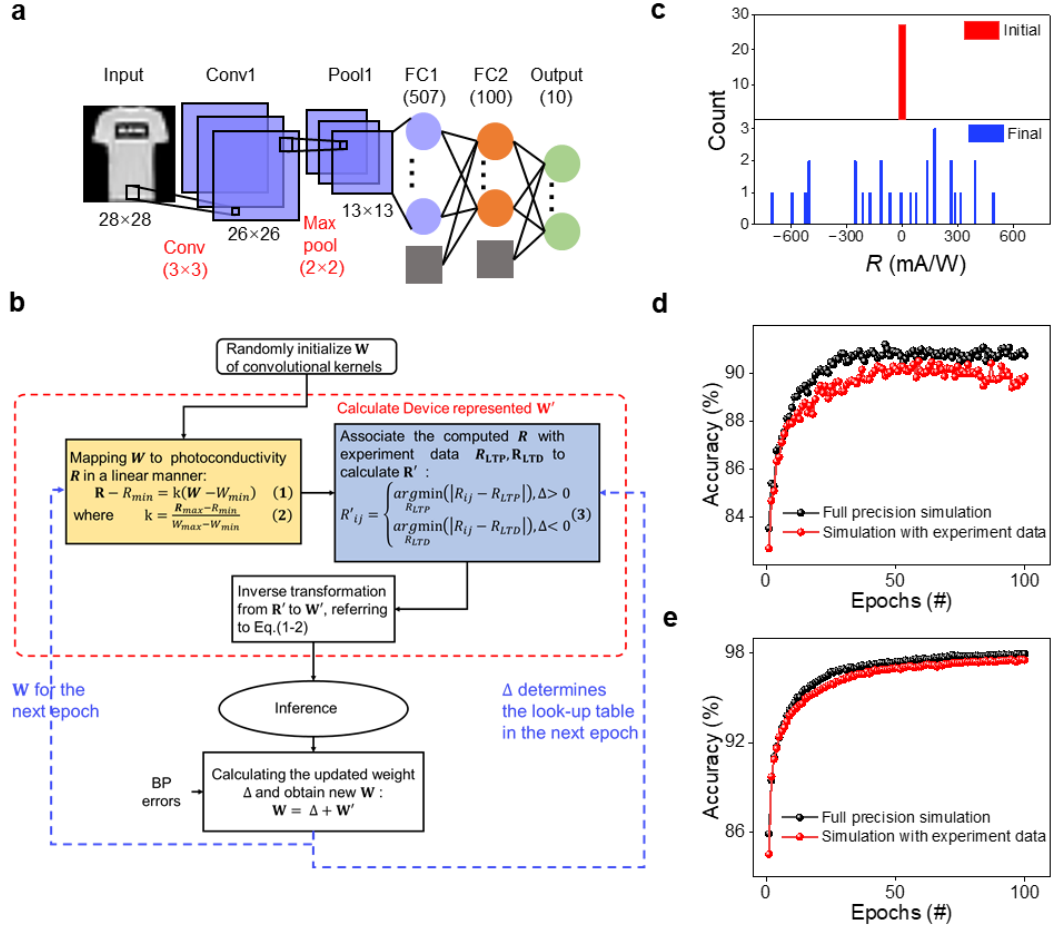 a
Input
Conv1
Pool1
FC1
(507)
FC2
(100)
Output
(10)
28×28
26×26
13×13
Conv
(3×3)
Max
pool
(2×2)
b
Randomly initialize W
of convolutional kernels
Calculate Device represented W'
Mapping W to photoconductivity
R in a linear manner:
R − R_min = k(W − W_min) (1)
where k = (R_max − R_min)/(W_max − W_min) (2)
Associate the computed R with
experiment data R_LTP, R_LTD to
calculate R' :
R'_ij = { argmin_{R_LTP} (|R_ij − R_LTP|), Δ > 0
argmin_{R_LTD} (|R_ij − R_LTD|), Δ < 0 (3)
Inverse transformation
from R' to W', referring
to Eq.(1-2)
W for the
next epoch
Inference
Δ determines
the look-up table
in the next epoch
BP
errors
Calculating the updated weight
Δ and obtain new W :
W = Δ + W'
c
30
20
10
Initial
Count
3
2
1
0
Final
−600 −300 0 300 600
R (mA/W)
d
90
88
86
84
Accuracy (%)
Full precision simulation
Simulation with experiment data
0 50 100
Epochs (#)
e
98
92
86
Accuracy (%)
Full precision simulation
Simulation with experiment data
0 50 100
Epochs (#)